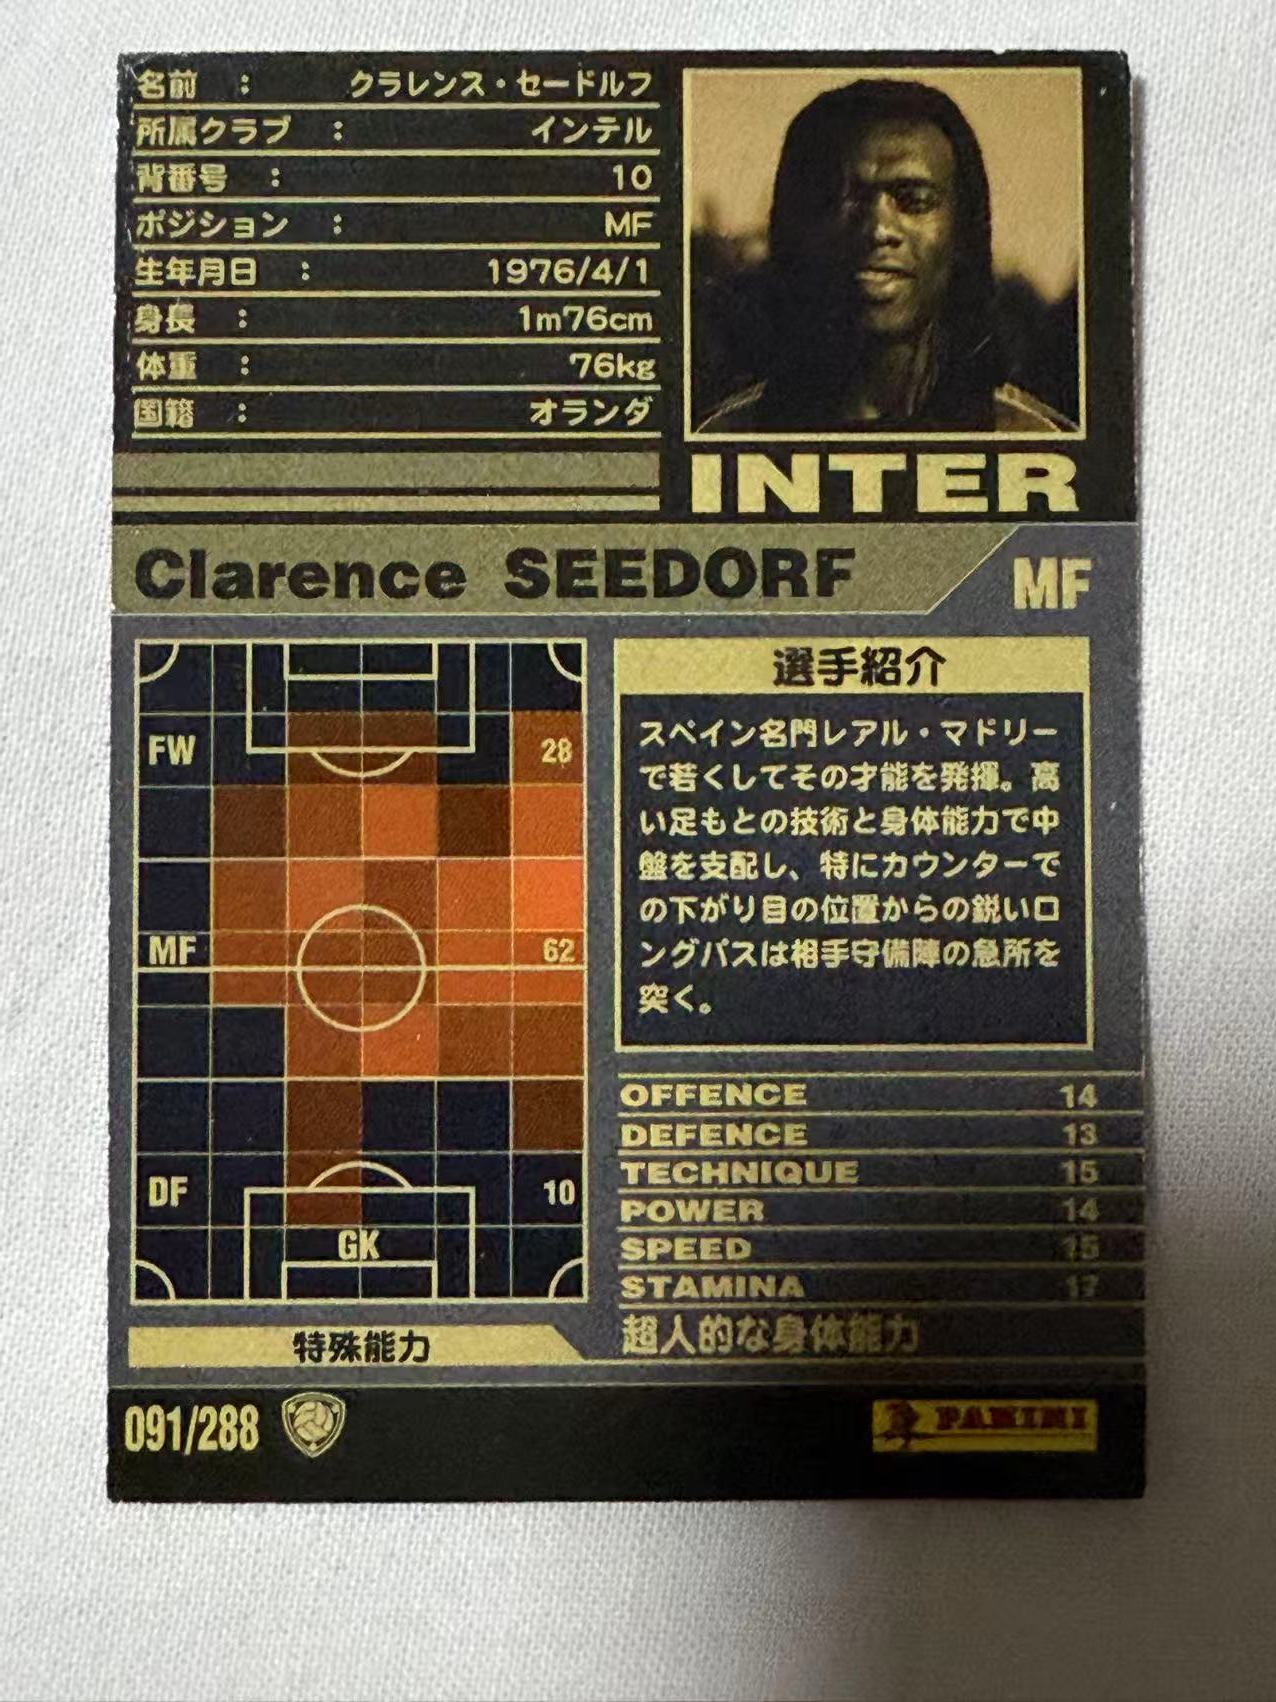 名前 : クラレンス・セードルフ
所属クラブ : インテル
背番号 : 10
ポジション : MF
生年月日 : 1976/4/1
身長 : 1m76cm
体重 : 76kg
国籍 : オランダ
INTER
Clarence SEEDORF MF
FW 28
MF 62
DF 10
GK
選手紹介
スペイン名門レアル・マドリー
で若くしてその才能を発揮。高
い足もとの技術と身体能力で中
盤を支配し、特にカウンターで
の下がり目の位置からの鋭いロ
ングパスは相手守備陣の急所を
突く。
OFFENCE 14
DEFENCE 13
TECHNIQUE 15
POWER 14
SPEED 15
STAMINA 17
特殊能力 超人的な身体能力
091/288
PANINI